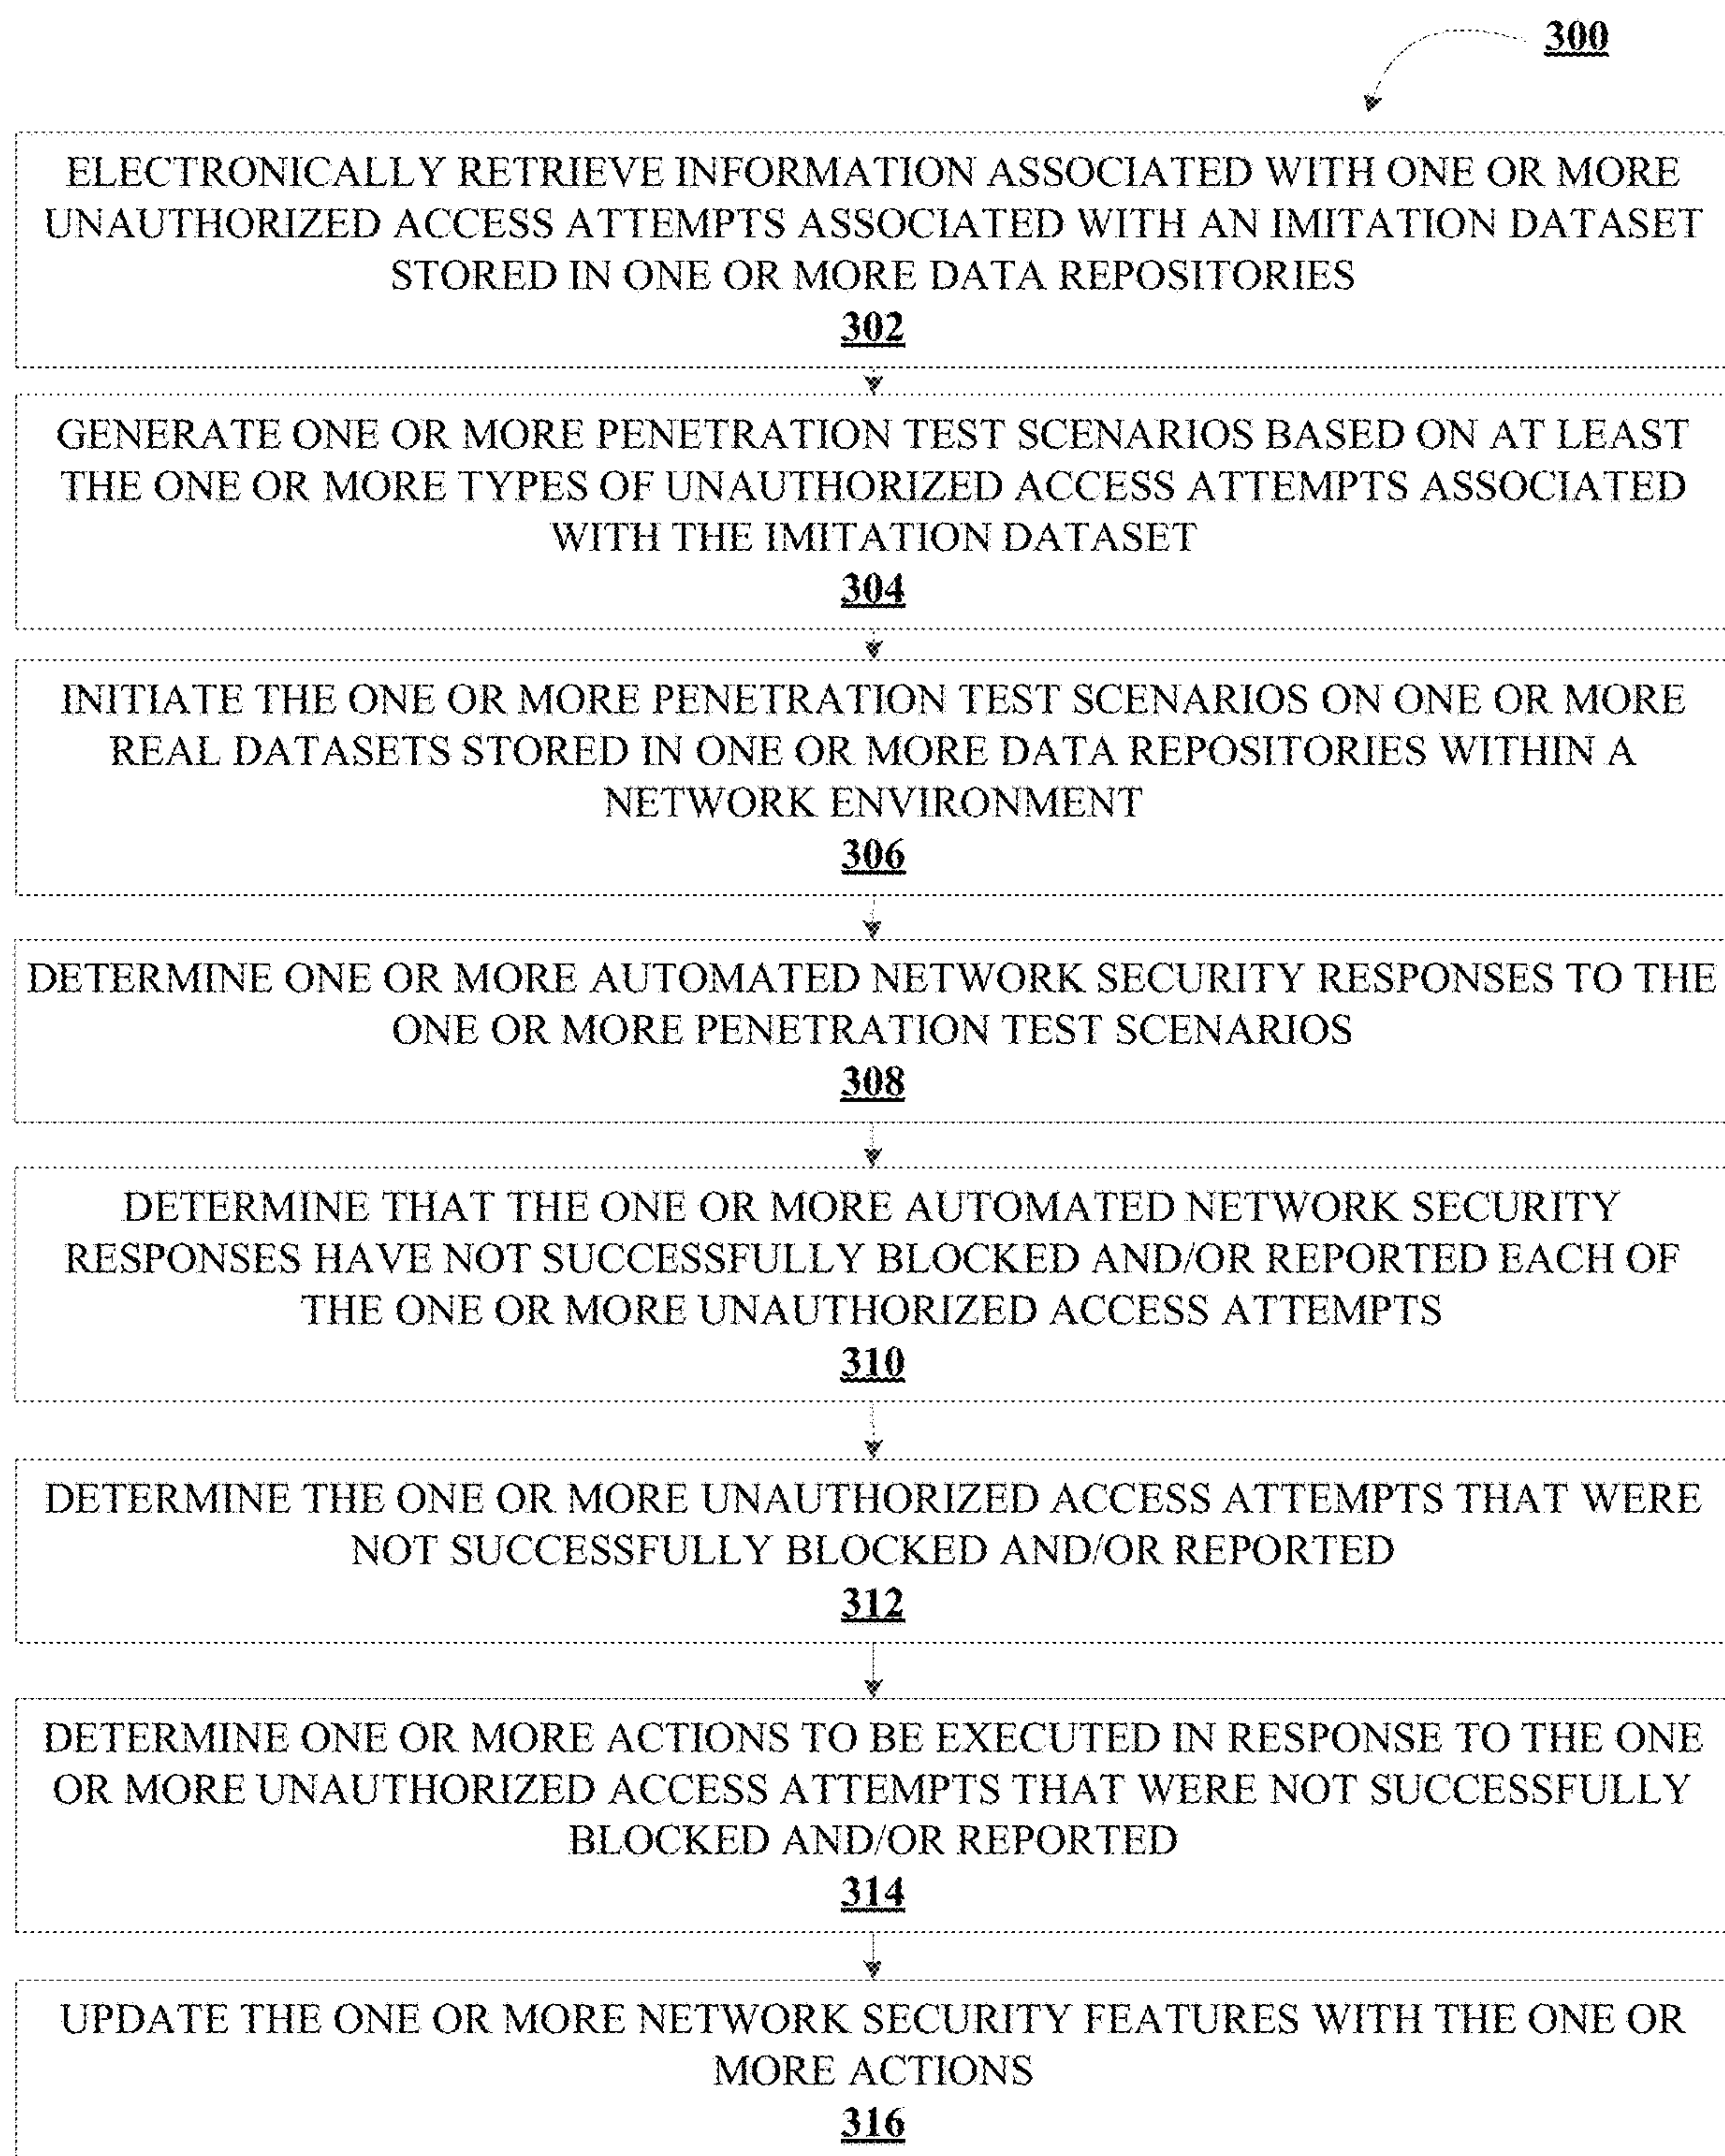 300
ELECTRONICALLY RETRIEVE INFORMATION ASSOCIATED WITH ONE OR MORE
UNAUTHORIZED ACCESS ATTEMPTS ASSOCIATED WITH AN IMITATION DATASET
STORED IN ONE OR MORE DATA REPOSITORIES
302
GENERATE ONE OR MORE PENETRATION TEST SCENARIOS BASED ON AT LEAST
THE ONE OR MORE TYPES OF UNAUTHORIZED ACCESS ATTEMPTS ASSOCIATED
WITH THE IMITATION DATASET
304
INITIATE THE ONE OR MORE PENETRATION TEST SCENARIOS ON ONE OR MORE
REAL DATASETS STORED IN ONE OR MORE DATA REPOSITORIES WITHIN A
NETWORK ENVIRONMENT
306
DETERMINE ONE OR MORE AUTOMATED NETWORK SECURITY RESPONSES TO THE
ONE OR MORE PENETRATION TEST SCENARIOS
308
DETERMINE THAT THE ONE OR MORE AUTOMATED NETWORK SECURITY
RESPONSES HAVE NOT SUCCESSFULLY BLOCKED AND/OR REPORTED EACH OF
THE ONE OR MORE UNAUTHORIZED ACCESS ATTEMPTS
310
DETERMINE THE ONE OR MORE UNAUTHORIZED ACCESS ATTEMPTS THAT WERE
NOT SUCCESSFULLY BLOCKED AND/OR REPORTED
312
DETERMINE ONE OR MORE ACTIONS TO BE EXECUTED IN RESPONSE TO THE ONE
OR MORE UNAUTHORIZED ACCESS ATTEMPTS THAT WERE NOT SUCCESSFULLY
BLOCKED AND/OR REPORTED
314
UPDATE THE ONE OR MORE NETWORK SECURITY FEATURES WITH THE ONE OR
MORE ACTIONS
316